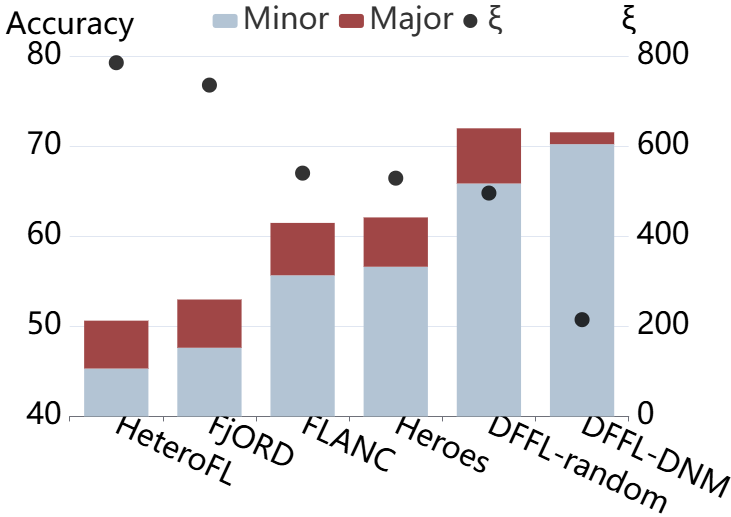 Accuracy Minor Major ξ ξ
80 800
70 600
60 400
50 200
40 0
HeteroFL FjORD FLANC Heroes DFFL-random DFFL-DNM